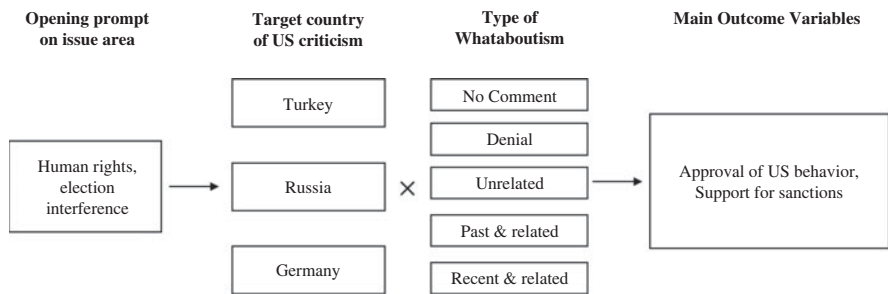 Opening prompt
on issue area
Target country
of US criticism
Type of
Whataboutism
Main Outcome Variables
Human rights,
election
interference
Turkey
Russia
Germany
×
No Comment
Denial
Unrelated
Past & related
Recent & related
Approval of US behavior,
Support for sanctions